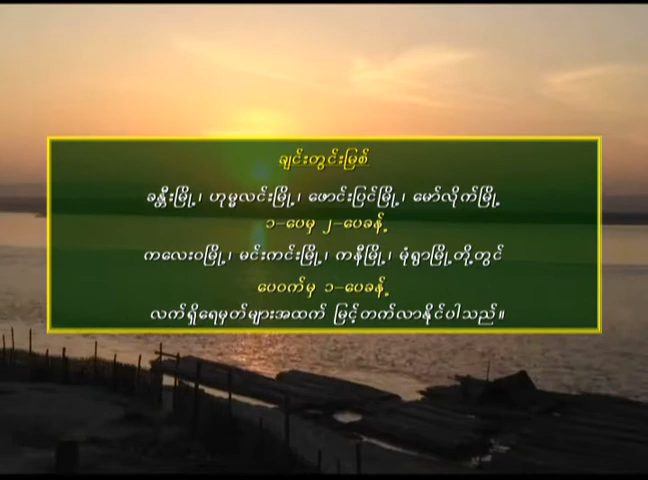 ချင်းတွင်းမြစ်
ခန္တီးမြို့၊ ဟုမ္မလင်းမြို့၊ ဖောင်းပြင်မြို့၊ မော်လိုက်မြို့
၁-ပေမှ ၂-ပေခန့်
ကလေးဝမြို့၊ မင်းကင်းမြို့၊ ကနီမြို့၊ မုံရွာမြို့တို့တွင်
ပေဝက်မှ ၁-ပေခန့်
လက်ရှိရေမှတ်များအထက် မြင့်တက်လာနိုင်ပါသည်။